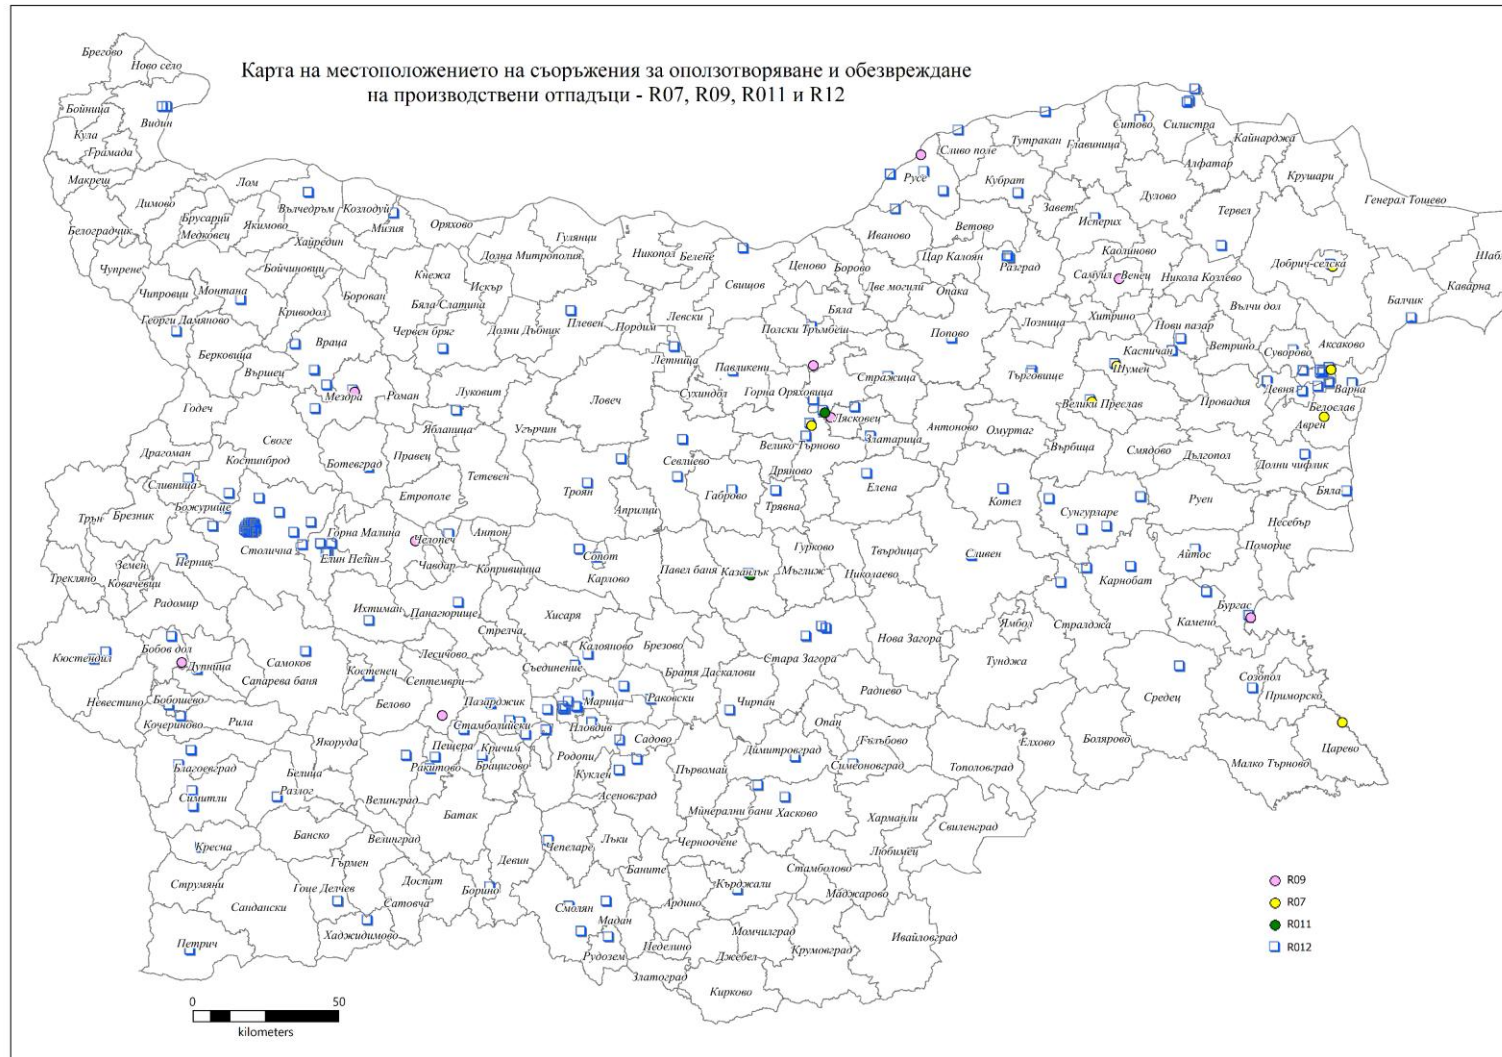 Карта на местоположението на съоръжения за оползотворяване и обезвреждане
на производствени отпадъци - R07, R09, R011 и R12
Брегово
Ново село
Бойница
Видин
Кула
Грамада
Макреш
Димово
Лом
Вълчедръм
Козлодуй
Мизия
Оряхово
Брусарци
Медковец
Якимово
Хайредин
Белоградчик
Чупрене
Чипровци
Монтана
Бойчиновци
Борован
Кнежа
Бяла Слатина
Искър
Долна Митрополия
Гулянци
Никопол
Белене
Свищов
Ценово
Борово
Две могили
Иваново
Русе
Сливо поле
Тутракан
Главиница
Ситово
Силистра
Кайнарджа
Алфатар
Крушари
Генерал Тошево
Кубрат
Завет
Исперих
Дулово
Тервел
Ветово
Цар Калоян
Разград
Самуил
Каолиново
Венец
Никола Козлево
Добрич-селска
Шабла
Каварна
Балчик
Георги Дамяново
Криводол
Червен бряг
Долни Дъбник
Плевен
Пордим
Левски
Полски Тръмбеш
Бяла
Опака
Попово
Лозница
Хитрино
Нови пазар
Вълчи дол
Ветрино
Суворово
Аксаково
Берковица
Враца
Вършец
Мездра
Роман
Луковит
Ловеч
Летница
Павликени
Сухиндол
Горна Оряховица
Стражица
Лясковец
Търговище
Каспичан
Шумен
Велики Преслав
Провадия
Девня
Варна
Белослав
Аврен
Годеч
Своге
Ябланица
Угърчин
Севлиево
Велико Търново
Златарица
Антоново
Омуртаг
Върбица
Смядово
Дългопол
Долни чифлик
Драгоман
Костинброд
Ботевград
Правец
Тетевен
Троян
Дряново
Габрово
Трявна
Елена
Котел
Сунгурларе
Руен
Бяла
Сливница
Божурище
Етрополе
Априлци
Трън
Брезник
Столична
Горна Малина
Елин Пелин
Челопеч
Антон
Чавдар
Копривщица
Сопот
Карлово
Павел баня
Казанлък
Гурково
Мъглиж
Твърдица
Николаево
Сливен
Карнобат
Айтос
Несебър
Поморие
Земен
Перник
Трекляно
Ковачевци
Радомир
Ихтиман
Панагюрище
Стрелча
Хисаря
Калояново
Брезово
Стара Загора
Нова Загора
Ямбол
Стралджа
Камено
Бургас
Кюстендил
Бобов дол
Дупница
Самоков
Сапарева баня
Костенец
Лесичово
Септември
Съединение
Братя Даскалови
Чирпан
Раднево
Тунджа
Средец
Созопол
Приморско
Невестино
Бобошево
Кочериново
Рила
Белово
Пазарджик
Стамболийски
Марица
Раковски
Пловдив
Садово
Опан
Гълъбово
Димитровград
Симеоновград
Тополовград
Елхово
Болярово
Царево
Малко Търново
Якоруда
Пещера
Кричим
Ракитово
Брацигово
Родопи
Куклен
Първомай
Благоевград
Белица
Симитли
Разлог
Велинград
Батак
Асеновград
Минерални бани
Хасково
Харманли
Свиленград
Кресна
Банско
Велинград
Девин
Чепеларе
Лъки
Черноочене
Любимец
Струмяни
Гърмен
Гоце Делчев
Доспат
Сатовча
Борино
Баните
Кърджали
Стамболово
Маджарово
Сандански
Хаджидимово
Смолян
Мадан
Ардино
Момчилград
Ивайловград
Петрич
Рудозем
Неделино
Джебел
Крумовград
Златоград
Кирково
R09
R07
R011
R012
0 50
kilometers